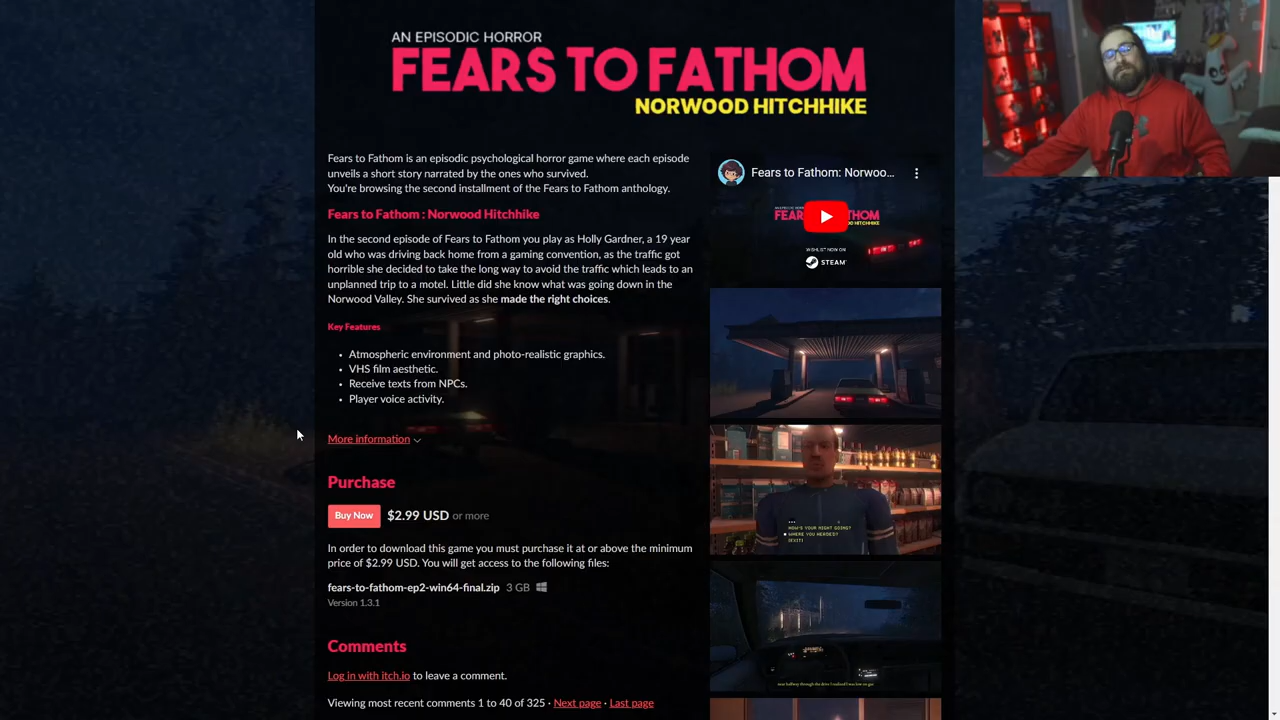 AN EPISODIC HORROR
FEARS TO FATHOM
NORWOOD HITCHHIKE
Fears to Fathom is an episodic psychological horror game where each episode
unveils a short story narrated by the ones who survived.
You're browsing the second installment of the Fears to Fathom anthology.
Fears to Fathom : Norwood Hitchhike
In the second episode of Fears to Fathom you play as Holly Gardner, a 19 year
old who was driving back home from a gaming convention, as the traffic got
horrible she decided to take the long way to avoid the traffic which leads to an
unplanned trip to a motel. Little did she know what was going down in the
Norwood Valley. She survived as she made the right choices.
Key Features
• Atmospheric environment and photo-realistic graphics.
• VHS film aesthetic.
• Receive texts from NPCs.
• Player voice activity.
More information
Purchase
Buy Now $2.99 USD or more
In order to download this game you must purchase it at or above the minimum
price of $2.99 USD. You will get access to the following files:
fears-to-fathom-ep2-win64-final.zip 3 GB
Version 1.3.1
Comments
Log in with itch.io to leave a comment.
Viewing most recent comments 1 to 40 of 325 · Next page · Last page
Fears to Fathom: Norwoo...
WISHLIST NOW ON
STEAM
HOW'S YOUR NIGHT GOING?
WHERE YOU HEADED?
[EXIT]